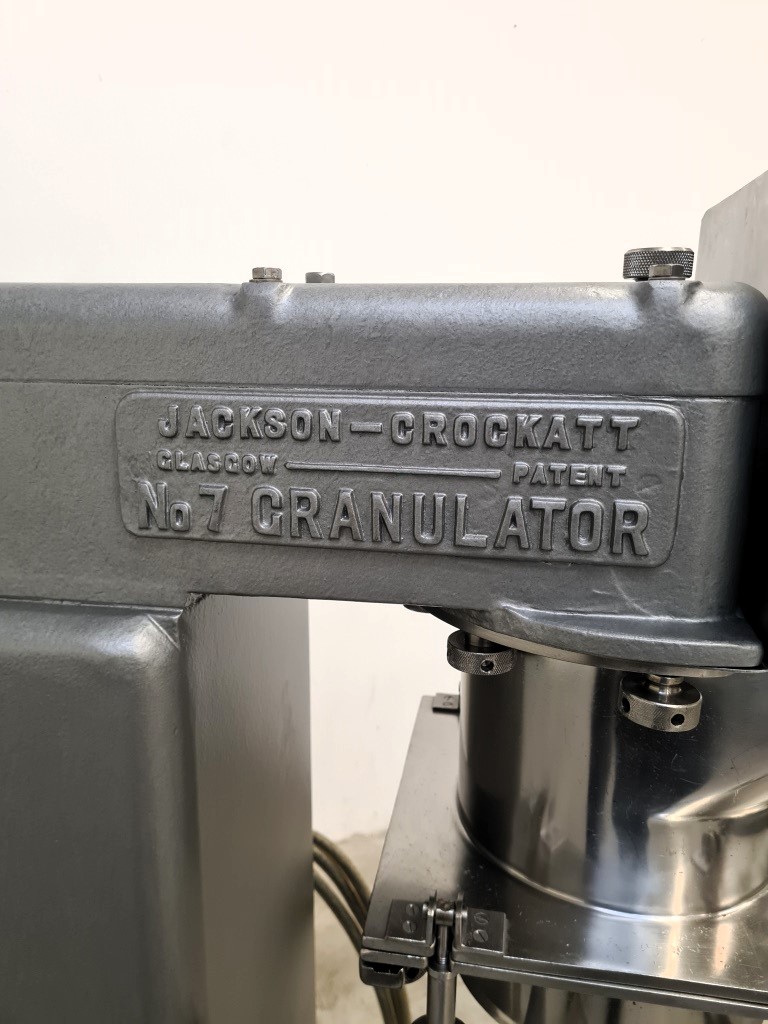 JACKSON—CROCKATT
GLASGOW — PATENT
No 7 GRANULATOR